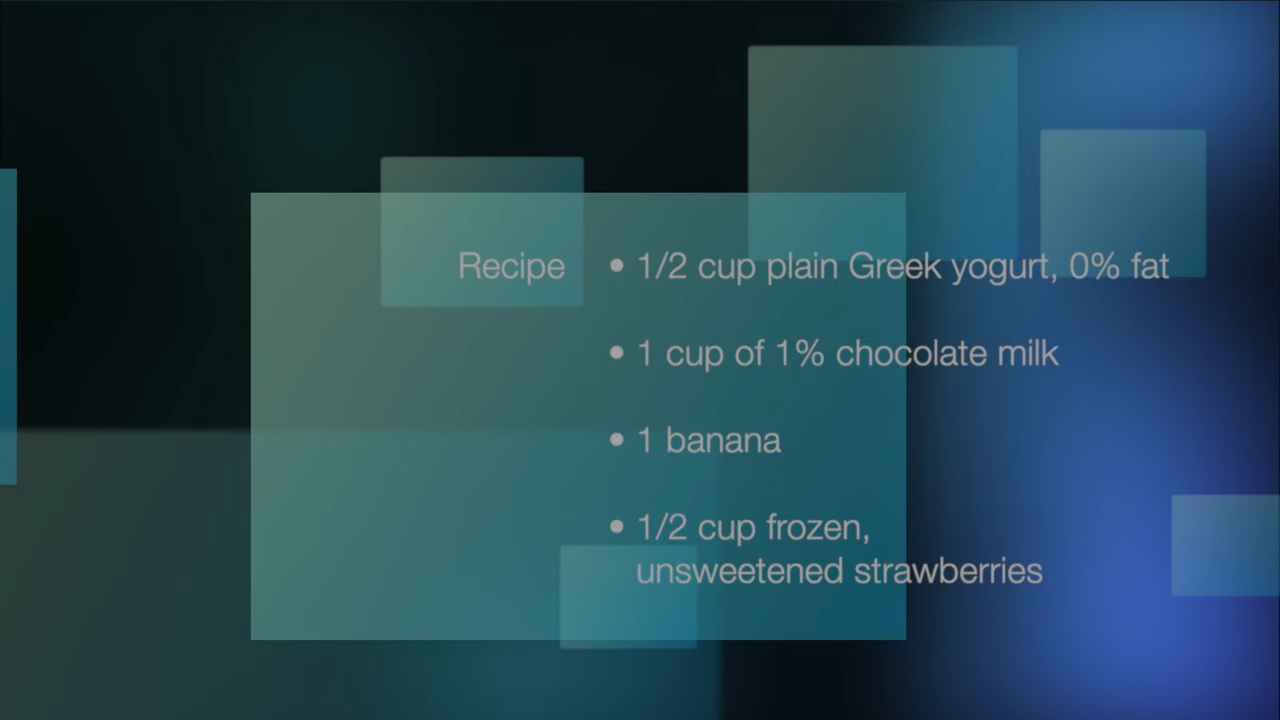 Recipe • 1/2 cup plain Greek yogurt, 0% fat
• 1 cup of 1% chocolate milk
• 1 banana
• 1/2 cup frozen,
unsweetened strawberries